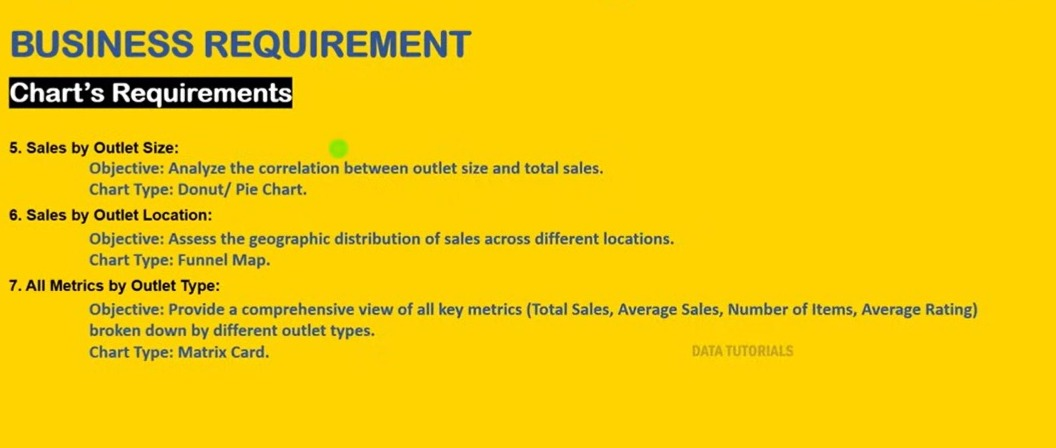 BUSINESS REQUIREMENT
Chart's Requirements
5. Sales by Outlet Size:
Objective: Analyze the correlation between outlet size and total sales.
Chart Type: Donut/ Pie Chart.
6. Sales by Outlet Location:
Objective: Assess the geographic distribution of sales across different locations.
Chart Type: Funnel Map.
7. All Metrics by Outlet Type:
Objective: Provide a comprehensive view of all key metrics (Total Sales, Average Sales, Number of Items, Average Rating)
broken down by different outlet types.
Chart Type: Matrix Card.
DATA TUTORIALS